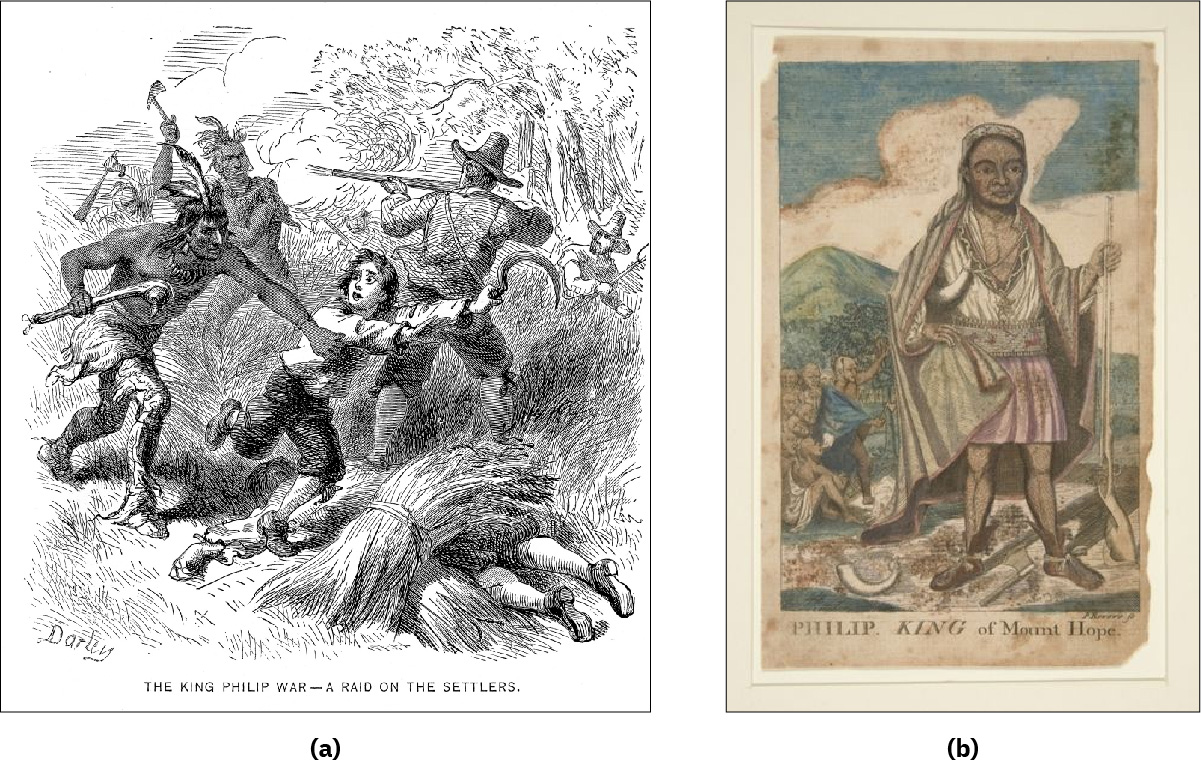 Darley
THE KING PHILIP WAR—A RAID ON THE SETTLERS.
(a)
PHILIP. KING of Mount Hope.
(b)